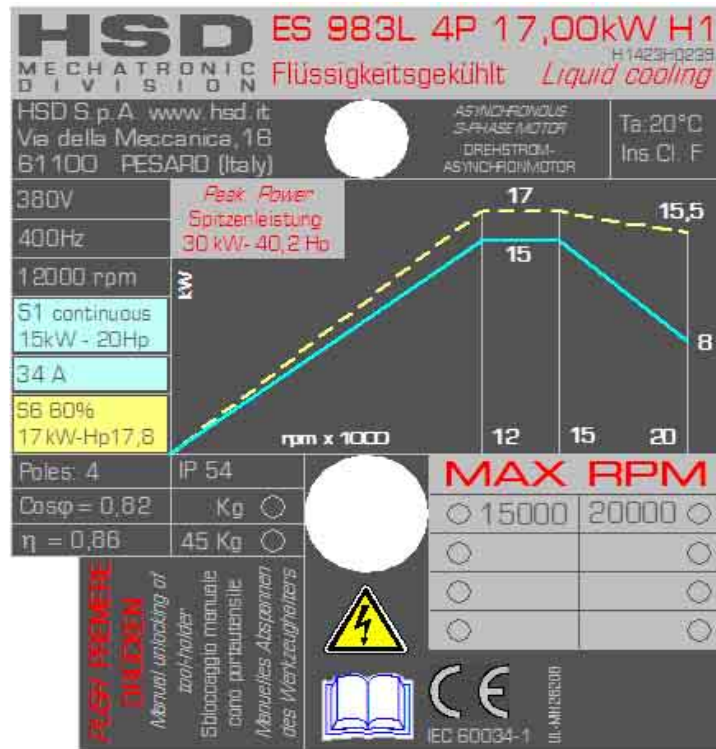 HSD
MECHATRONIC
DIVISION
ES 983L 4P 17,00kW H1
H1423H0239
Flüssigkeitsgekühlt Liquid cooling
HSD S.p.A www.hsd.it
Via della Meccanica,16
61100 PESARO (Italy)
ASYNCHRONOUS
3-PHASE MOTOR
DREHSTROM-
ASYNCHRONMOTOR
Ta:20°C
Ins.Cl. F
380V
400Hz
12000 rpm
S1 continuous
15kW - 20Hp
34 A
S6 60%
17kW-Hp17,8
Peak Power
Spitzenleistung
30 kW- 40,2 Hp
kW
17
15,5
15
8
rpm x 1000
12 15 20
Poles: 4
IP 54
Cosφ = 0,82
Kg
η = 0,86
45 Kg
MAX RPM
15000 20000
PUSH PREMERE
DRÜCKEN
Manual unlocking of
tool-holder
Sbloccaggio manuale
cono portautensile
Manuelles Abspannen
des Werkzeughalters
CE
IEC 60034-1